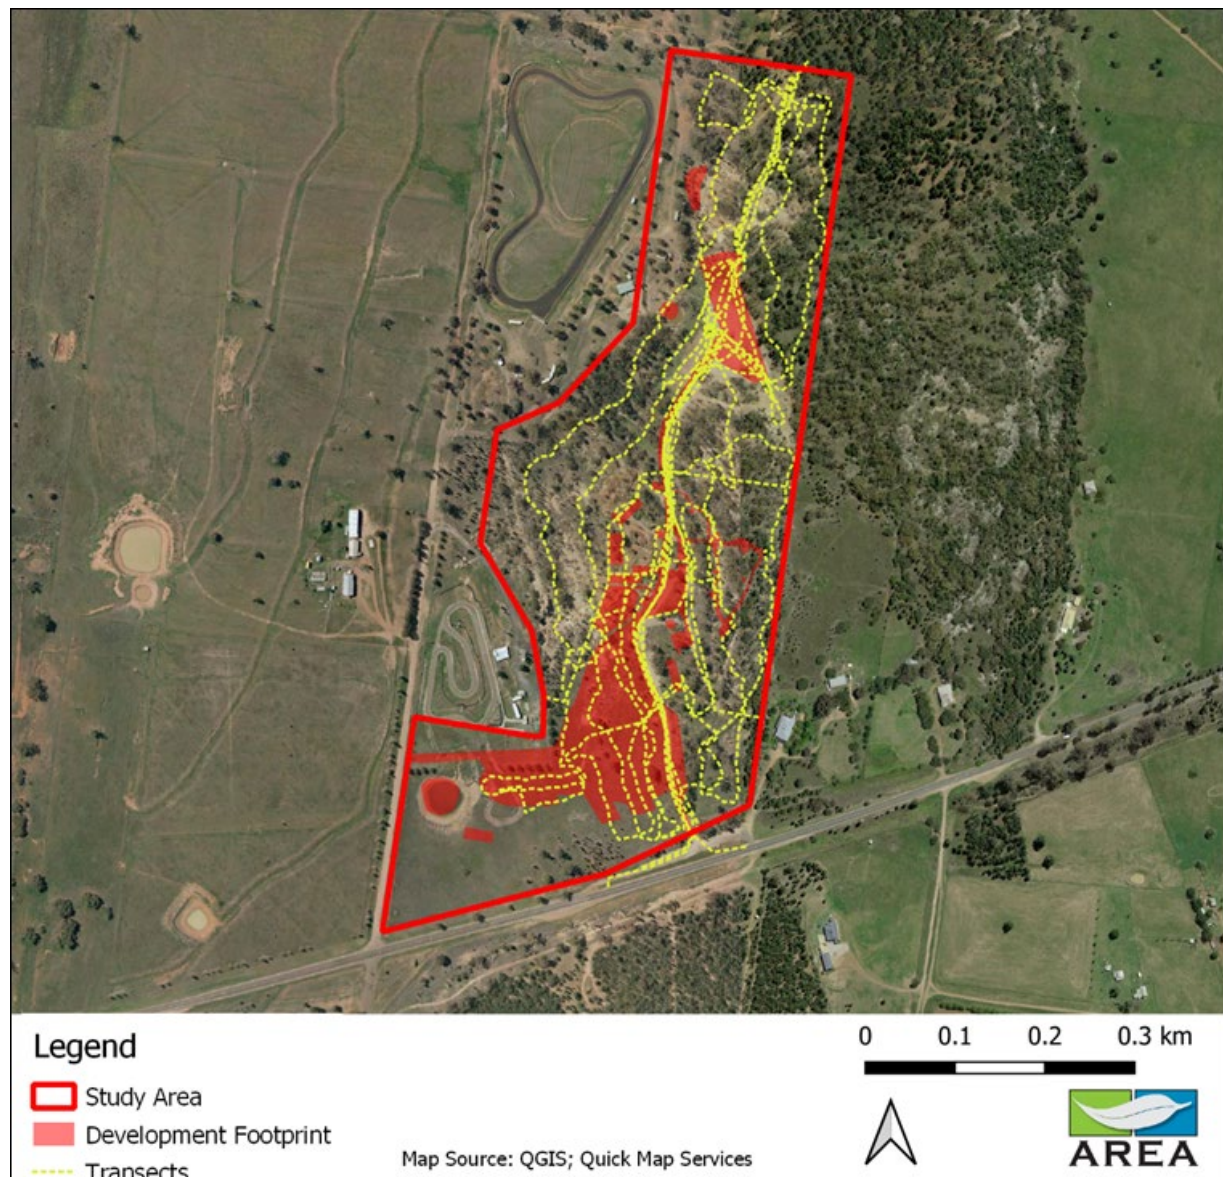 Legend
Study Area
Development Footprint
Transects
Map Source: QGIS; Quick Map Services
0 0.1 0.2 0.3 km
AREA